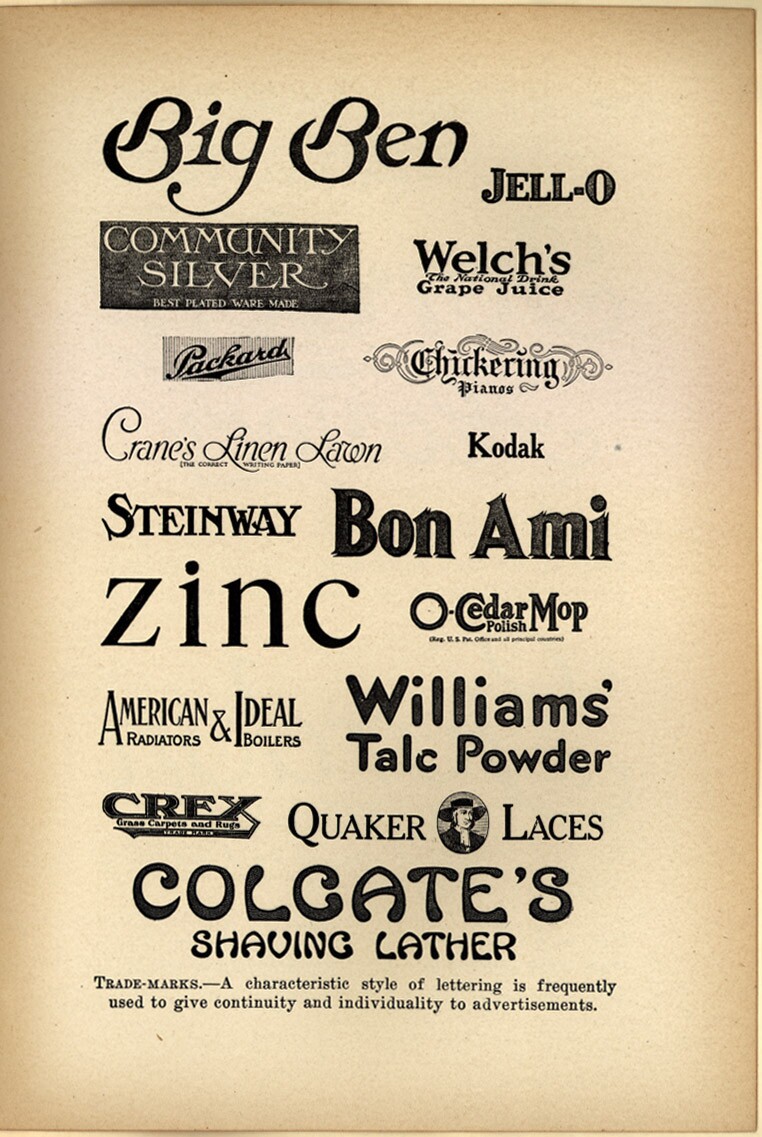 Big Ben
JELL-O
COMMUNITY
SILVER
BEST PLATED WARE MADE
Welch's
The National Drink
Grape Juice
Packard
Chickering
Pianos
Crane's Linen Lawn
[THE CORRECT WRITING PAPER]
Kodak
STEINWAY
Bon Ami
zinc
O-Cedar Mop
Polish
(Reg. U. S. Pat. Office and all principal countries)
AMERICAN & IDEAL
RADIATORS BOILERS
Williams'
Talc Powder
CREX
Grass Carpets and Rugs
TRADE MARK
QUAKER LACES
COLGATE'S
SHAVING LATHER
TRADE-MARKS.—A characteristic style of lettering is frequently
used to give continuity and individuality to advertisements.